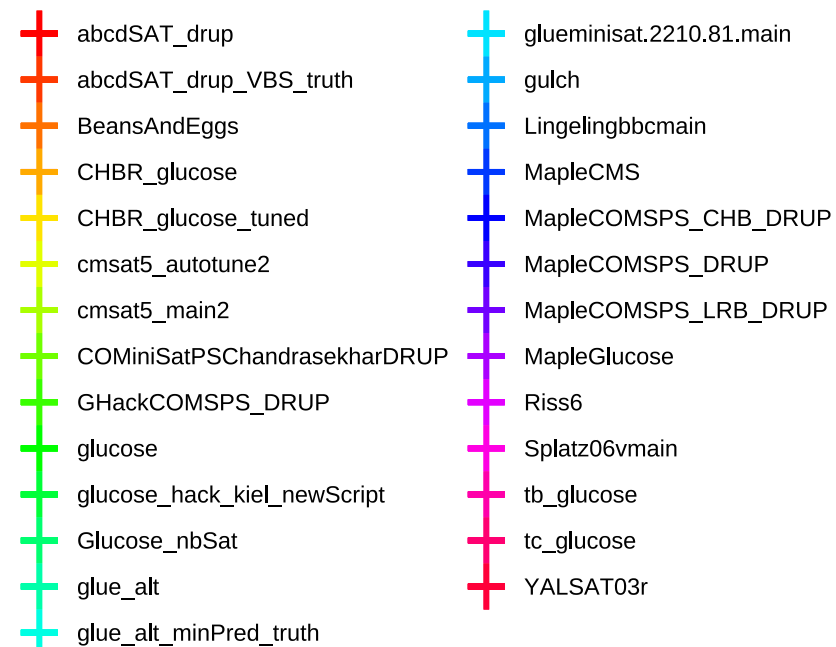 abcdSAT_drup
abcdSAT_drup_VBS_truth
BeansAndEggs
CHBR_glucose
CHBR_glucose_tuned
cmsat5_autotune2
cmsat5_main2
COMiniSatPSChandrasekharDRUP
GHackCOMSPS_DRUP
glucose
glucose_hack_kiel_newScript
Glucose_nbSat
glue_alt
glue_alt_minPred_truth
glueminisat.2210.81.main
gulch
Lingelingbbcmain
MapleCMS
MapleCOMSPS_CHB_DRUP
MapleCOMSPS_DRUP
MapleCOMSPS_LRB_DRUP
MapleGlucose
Riss6
Splatz06vmain
tb_glucose
tc_glucose
YALSAT03r